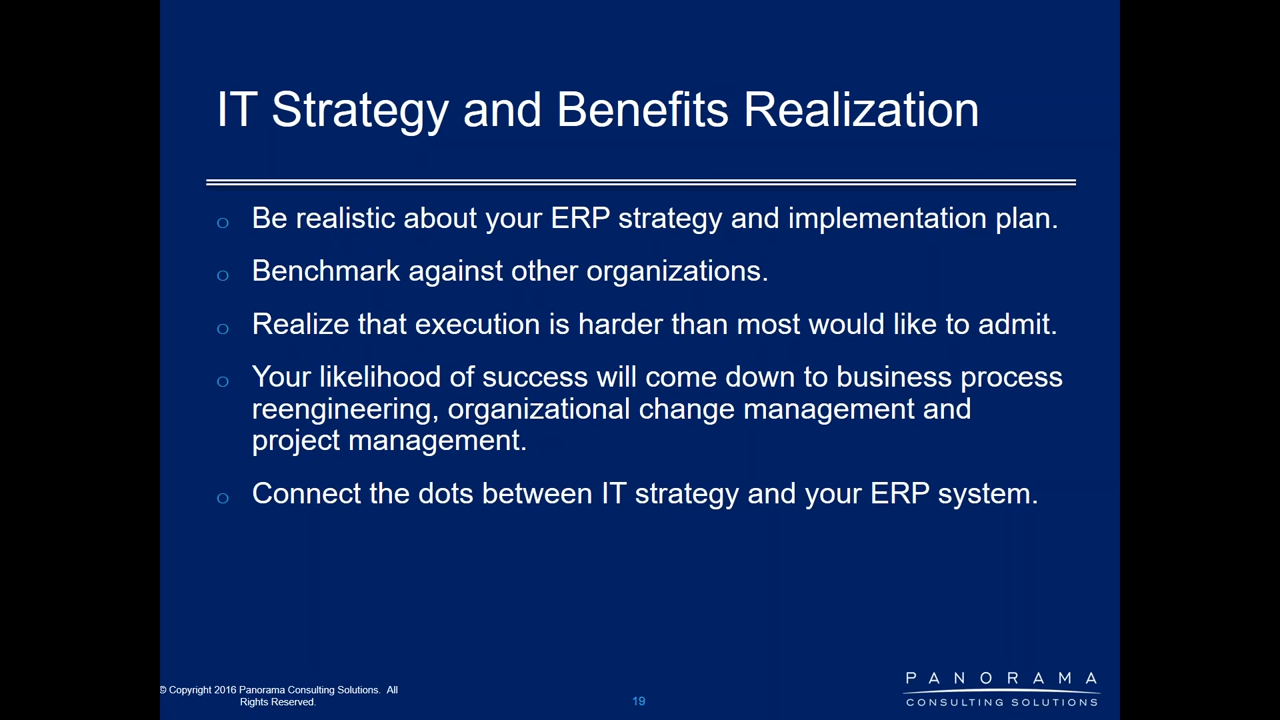 IT Strategy and Benefits Realization
o Be realistic about your ERP strategy and implementation plan.
o Benchmark against other organizations.
o Realize that execution is harder than most would like to admit.
o Your likelihood of success will come down to business process
reengineering, organizational change management and
project management.
o Connect the dots between IT strategy and your ERP system.
© Copyright 2016 Panorama Consulting Solutions. All
Rights Reserved.
19
PANORAMA
CONSULTING SOLUTIONS